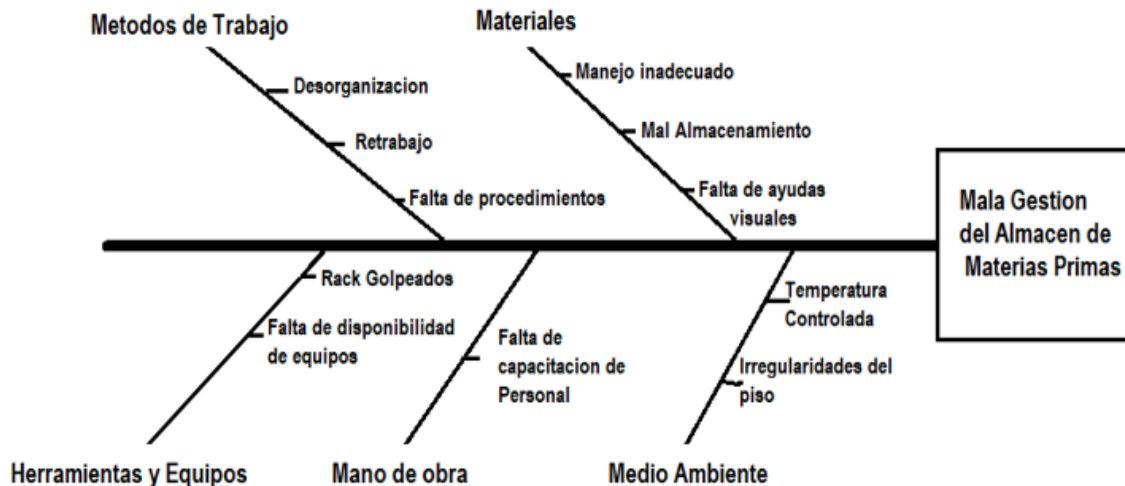 Metodos de Trabajo
Materiales
Desorganizacion
Retrabajo
Falta de procedimientos
Manejo inadecuado
Mal Almacenamiento
Falta de ayudas
visuales
Mala Gestion
del Almacen de
Materias Primas
Rack Golpeados
Falta de disponibilidad
de equipos
Falta de
capacitacion de
Personal
Temperatura
Controlada
Irregularidades del
piso
Herramientas y Equipos
Mano de obra
Medio Ambiente